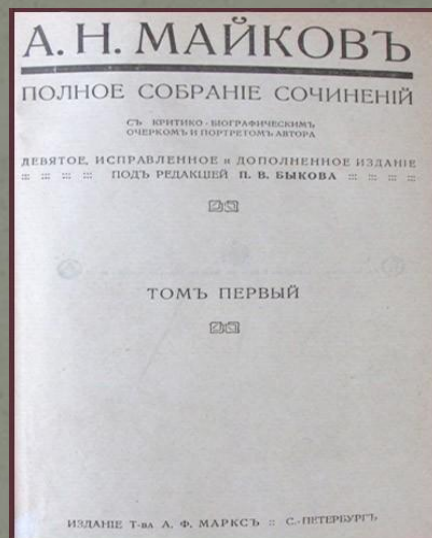 А. Н. МАЙКОВЪ
ПОЛНОЕ СОБРАНІЕ СОЧИНЕНІЙ
СЪ КРИТИКО-БІОГРАФИЧЕСКИМЪ
ОЧЕРКОМЪ И ПОРТРЕТОМЪ АВТОРА
ДЕВЯТОЕ, ИСПРАВЛЕННОЕ и ДОПОЛНЕННОЕ ИЗДАНІЕ
ПОДЪ РЕДАКЦІЕЙ П. В. БЫКОВА
ТОМЪ ПЕРВЫЙ
ИЗДАНІЕ Т-ва А. Ф. МАРКСЪ :: С.-ПЕТЕРБУРГЪ